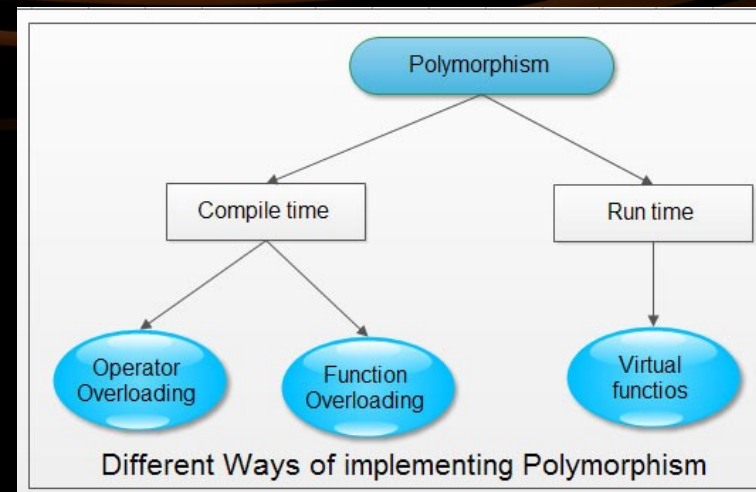 Polymorphism
Compile time
Run time
Operator
Overloading
Function
Overloading
Virtual
functios
Different Ways of implementing Polymorphism